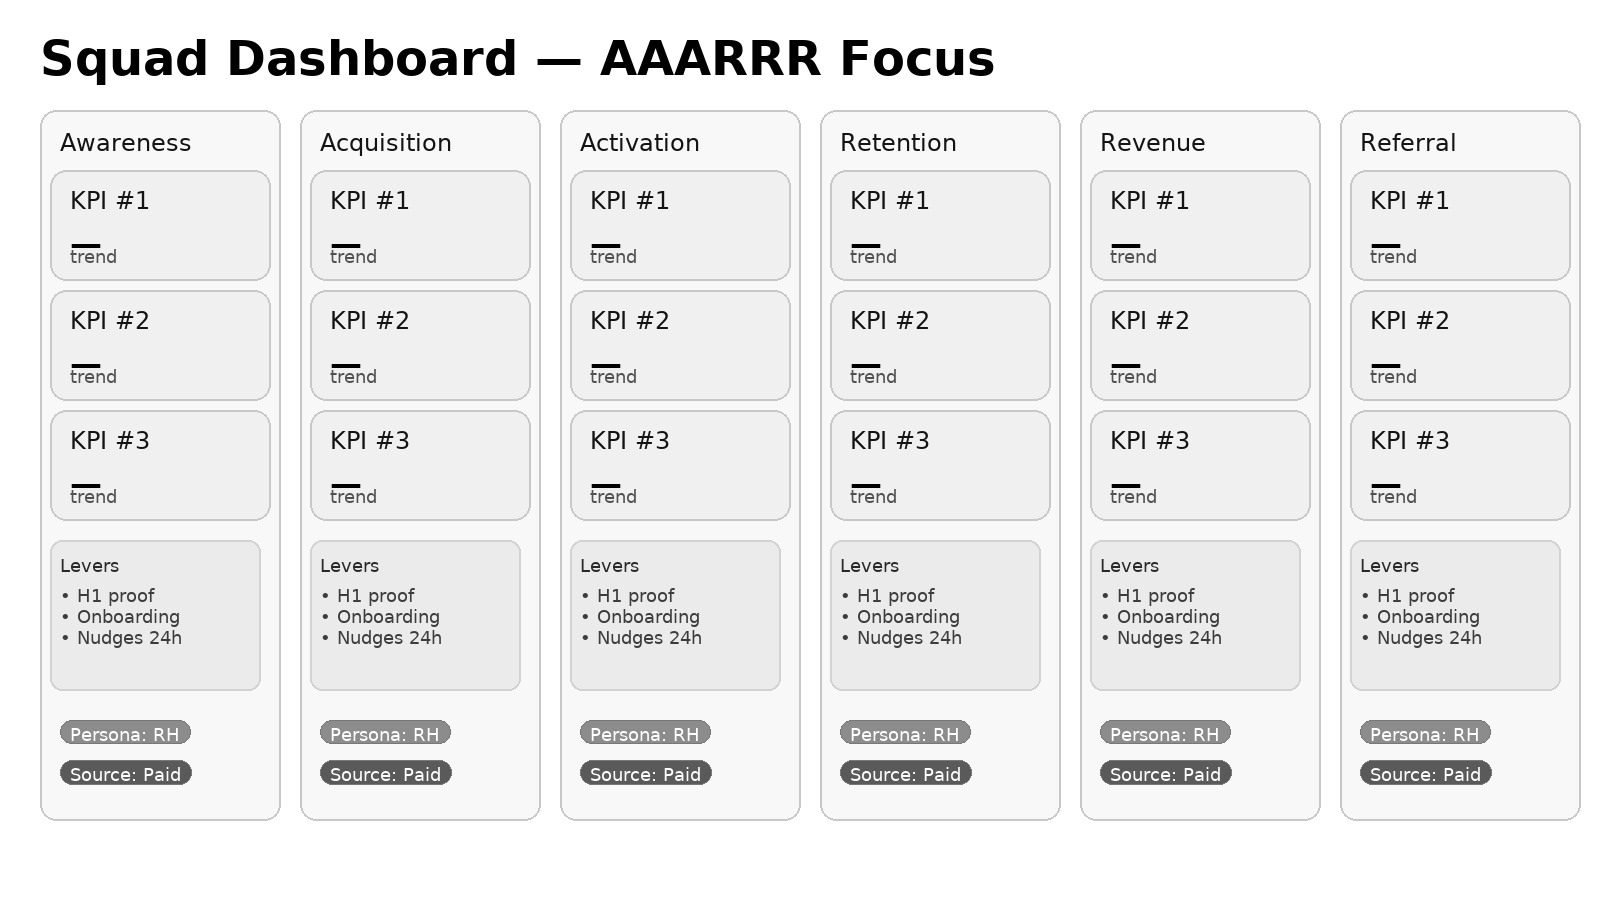 Squad Dashboard — AAARRR Focus
Awareness
KPI #1
—
trend
KPI #2
—
trend
KPI #3
—
trend
Levers
• H1 proof
• Onboarding
• Nudges 24h
Persona: RH
Source: Paid
Acquisition
KPI #1
—
trend
KPI #2
—
trend
KPI #3
—
trend
Levers
• H1 proof
• Onboarding
• Nudges 24h
Persona: RH
Source: Paid
Activation
KPI #1
—
trend
KPI #2
—
trend
KPI #3
—
trend
Levers
• H1 proof
• Onboarding
• Nudges 24h
Persona: RH
Source: Paid
Retention
KPI #1
—
trend
KPI #2
—
trend
KPI #3
—
trend
Levers
• H1 proof
• Onboarding
• Nudges 24h
Persona: RH
Source: Paid
Revenue
KPI #1
—
trend
KPI #2
—
trend
KPI #3
—
trend
Levers
• H1 proof
• Onboarding
• Nudges 24h
Persona: RH
Source: Paid
Referral
KPI #1
—
trend
KPI #2
—
trend
KPI #3
—
trend
Levers
• H1 proof
• Onboarding
• Nudges 24h
Persona: RH
Source: Paid